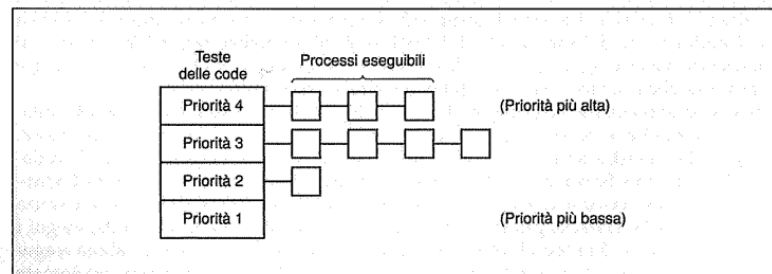 Teste
delle code
Processi eseguibili
Priorità 4
(Priorità più alta)
Priorità 3
Priorità 2
Priorità 1
(Priorità più bassa)